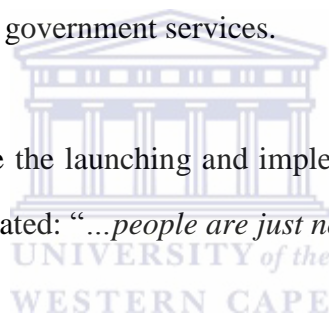 government services.
the launching and imple
ated: “...people are just n
UNIVERSITY of the
WESTERN CAPE